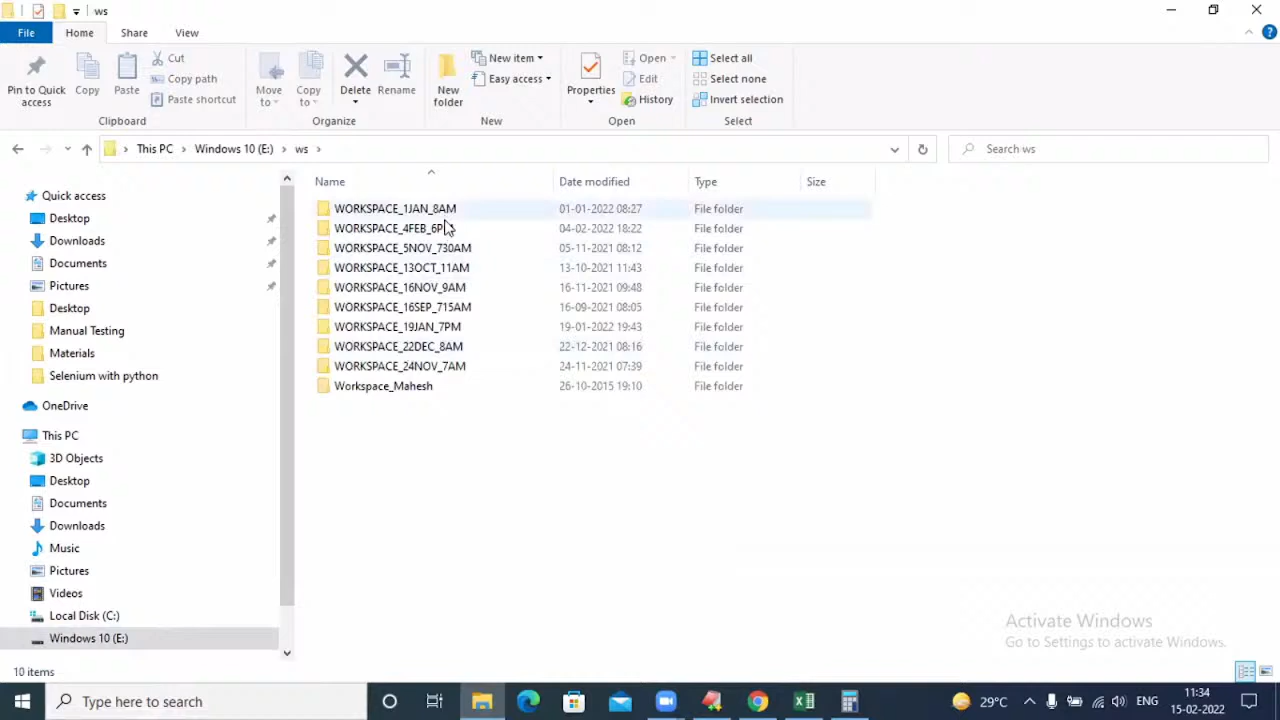 ws
File Home Share View
Pin to Quick access
Copy
Paste
Cut
Copy path
Paste shortcut
Clipboard
Move to
Copy to
Delete
Rename
Organize
New folder
New item
Easy access
New
Properties
Open
Edit
History
Open
Select all
Select none
Invert selection
Select
This PC Windows 10 (E:) ws
Search ws
Quick access
Desktop
Downloads
Documents
Pictures
Desktop
Manual Testing
Materials
Selenium with python
OneDrive
This PC
3D Objects
Desktop
Documents
Downloads
Music
Pictures
Videos
Local Disk (C:)
Windows 10 (E:)
Name Date modified Type Size
WORKSPACE_1JAN_8AM 01-01-2022 08:27 File folder
04-02-2022 18:22 File folder
WORKSPACE_5NOV_730AM 05-11-2021 08:12 File folder
WORKSPACE_13OCT_11AM 13-10-2021 11:43 File folder
WORKSPACE_16NOV_9AM 16-11-2021 09:48 File folder
WORKSPACE_16SEP_715AM 16-09-2021 08:05 File folder
WORKSPACE_19JAN_7PM 19-01-2022 19:43 File folder
WORKSPACE_22DEC_8AM 22-12-2021 08:16 File folder
WORKSPACE_24NOV_7AM 24-11-2021 07:39 File folder
Workspace_Mahesh 26-10-2015 19:10 File folder
Activate Windows
Go to Settings to activate Windows.
10 items
Type here to search
29°C
ENG
11:34
15-02-2022